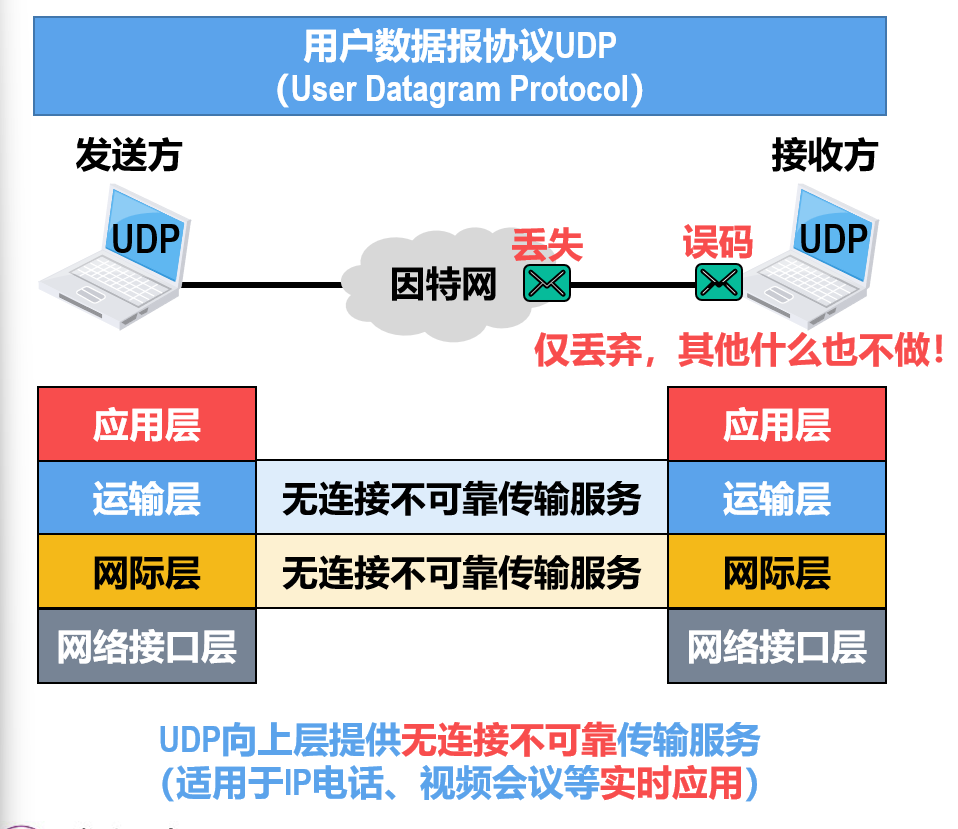 用户数据报协议UDP
（User Datagram Protocol）
发送方
接收方
UDP
因特网
丢失
误码
UDP
仅丢弃，其他什么也不做！
应用层
应用层
运输层
无连接不可靠传输服务
运输层
网际层
无连接不可靠传输服务
网际层
网络接口层
网络接口层
UDP向上层提供无连接不可靠传输服务
（适用于IP电话、视频会议等实时应用）